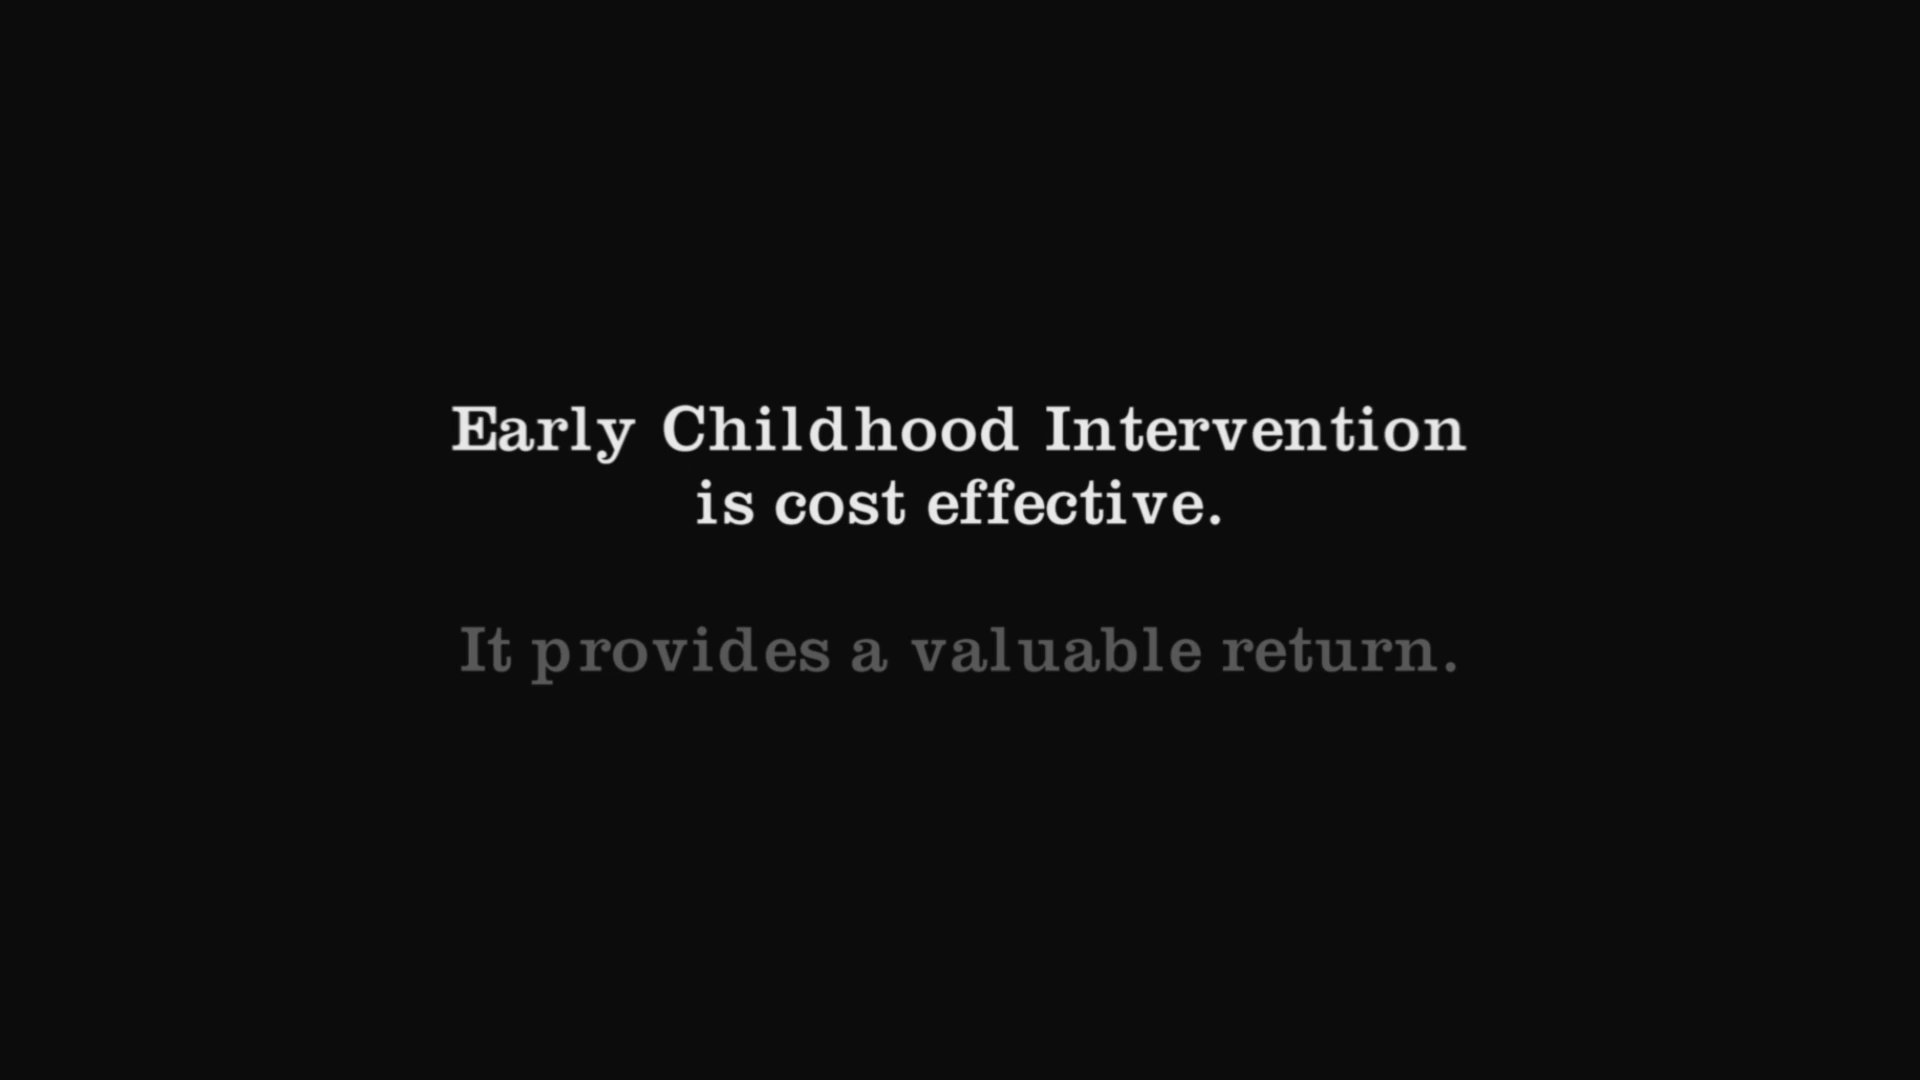 Early Childhood Intervention
is cost effective.
It provides a valuable return.